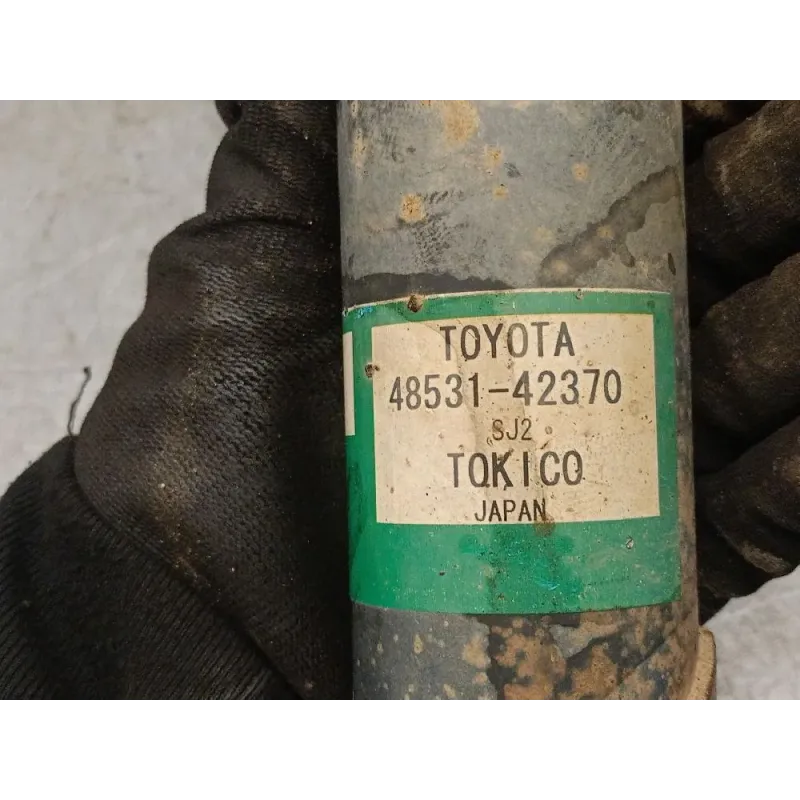 TOYOTA
48531-42370
SJ2
TOKICO
JAPAN